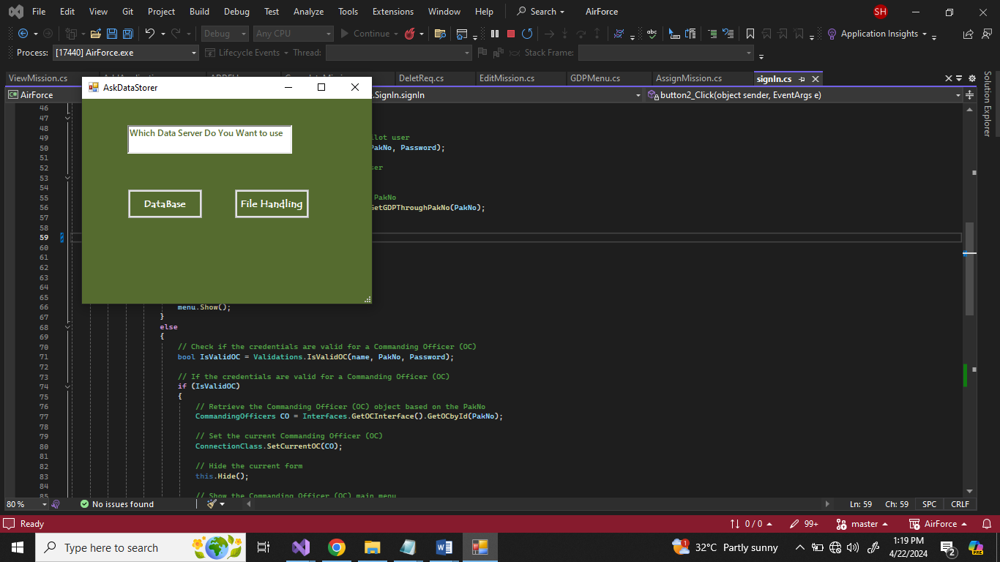 File Edit View Git Project Build Debug Test Analyze Tools Extensions Window Help Search AirForce SH
Debug Any CPU Continue Application Insights
Process: [17440] AirForce.exe Lifecycle Events Thread: Stack Frame:
ViewMission.cs DeletReq.cs EditMission.cs GDPMenu.cs AssignMission.cs signIn.cs
AskDataStorer
C# AirForce .SignIn.signIn button2_Click(object sender, EventArgs e)
Solution Explorer
Which Data Server Do You Want to use
DataBase File Handling
46
47
48
49 ilot user
50 PakNo, Password);
51
52 ser
53
54
55 PakNo
56 GetGDPThroughPakNo(PakNo);
57
58
59
60
61
62
63
64
65
66 menu.Show();
67 }
68 else
69 {
70 // Check if the credentials are valid for a Commanding Officer (OC)
71 bool IsValidOC = Validations.IsValidOC(name, PakNo, Password);
72
73 // If the credentials are valid for a Commanding Officer (OC)
74 if (IsValidOC)
75 {
76 // Retrieve the Commanding Officer (OC) object based on the PakNo
77 CommandingOfficers CO = Interfaces.GetOCInterface().GetOCbyId(PakNo);
78
79 // Set the current Commanding Officer (OC)
80 ConnectionClass.SetCurrentOC(CO);
81
82 // Hide the current form
83 this.Hide();
84
85 // Show the Commanding Officer (OC) main menu
80 % No issues found Ln: 59 Ch: 59 SPC CRLF
Ready 0 / 0 99+ master AirForce
Type here to search 32°C Partly sunny 1:19 PM
4/22/2024 2 PRE